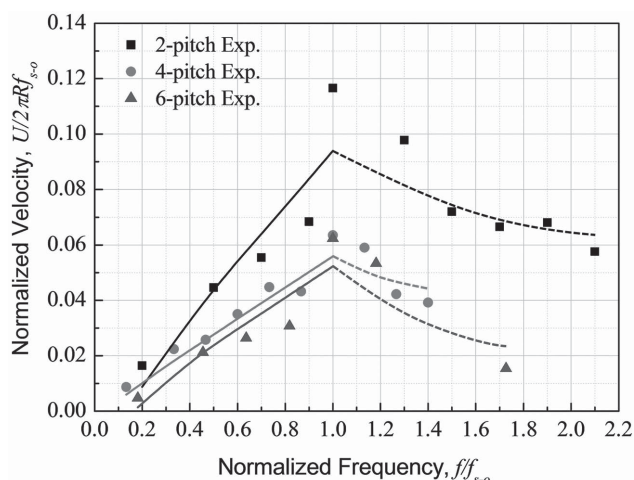 0.14
0.12
0.10
0.08
0.06
0.04
0.02
0.00
Normalized Velocity, U/2πRf_{s-o}
2-pitch Exp.
4-pitch Exp.
6-pitch Exp.
0.0 0.2 0.4 0.6 0.8 1.0 1.2 1.4 1.6 1.8 2.0 2.2
Normalized Frequency, f/f_{s-o}